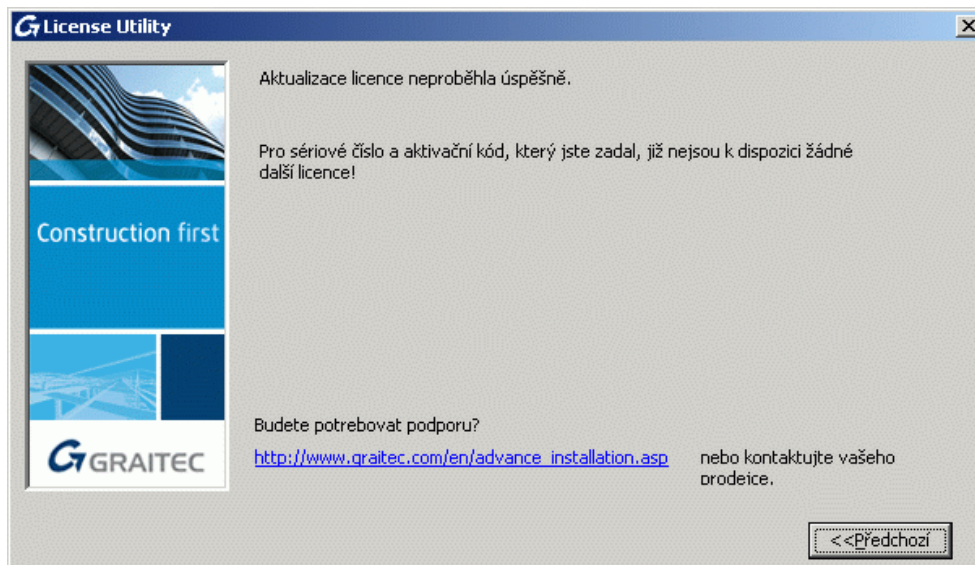 License Utility
Aktualizace licence neproběhla úspěšně.
Pro sériové číslo a aktivační kód, který jste zadal, již nejsou k dispozici žádné
další licence!
Construction first
GRAITEC
Budete potrebovat podporu?
http://www.graitec.com/en/advance_installation.asp nebo kontaktujte vašeho
prodejce.
<<Předchozí